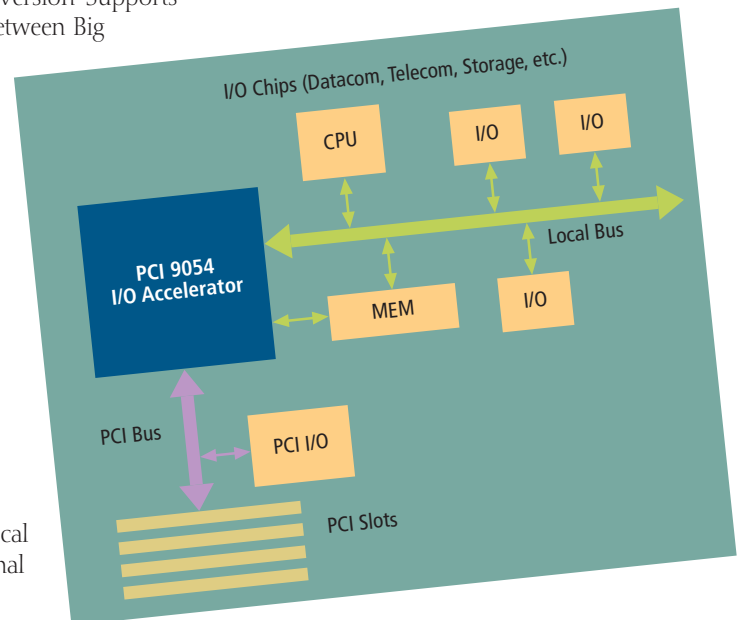 version Supports
etween Big
I/O Chips (Datacom, Telecom, Storage, etc.)
CPU
I/O
I/O
Local Bus
PCI 9054
I/O Accelerator
MEM
I/O
PCI Bus
PCI I/O
PCI Slots
cal
nal